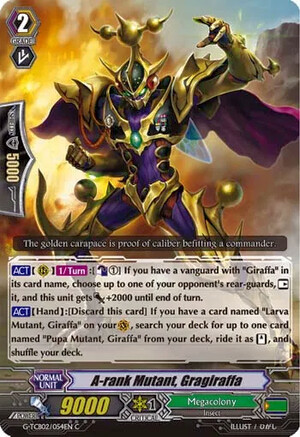 2
GRADE
5000
The golden carapace is proof of caliber befitting a commander.
ACT 1/Turn : 1 If you have a vanguard with "Giraffa" in
its card name, choose up to one of your opponent's rear-guards,
it, and this unit gets +2000 until end of turn.
ACT [Hand]:[Discard this card] If you have a card named "Larva
Mutant, Giraffa" on your , search your deck for up to one card
named "Pupa Mutant, Giraffa" from your deck, ride it as , and
shuffle your deck.
NORMAL
UNIT
A-rank Mutant, Graglraffa
POWER
9000
1
CRITICAL
Megacolony
Insect
G-TCB02/054EN C
ILLUST